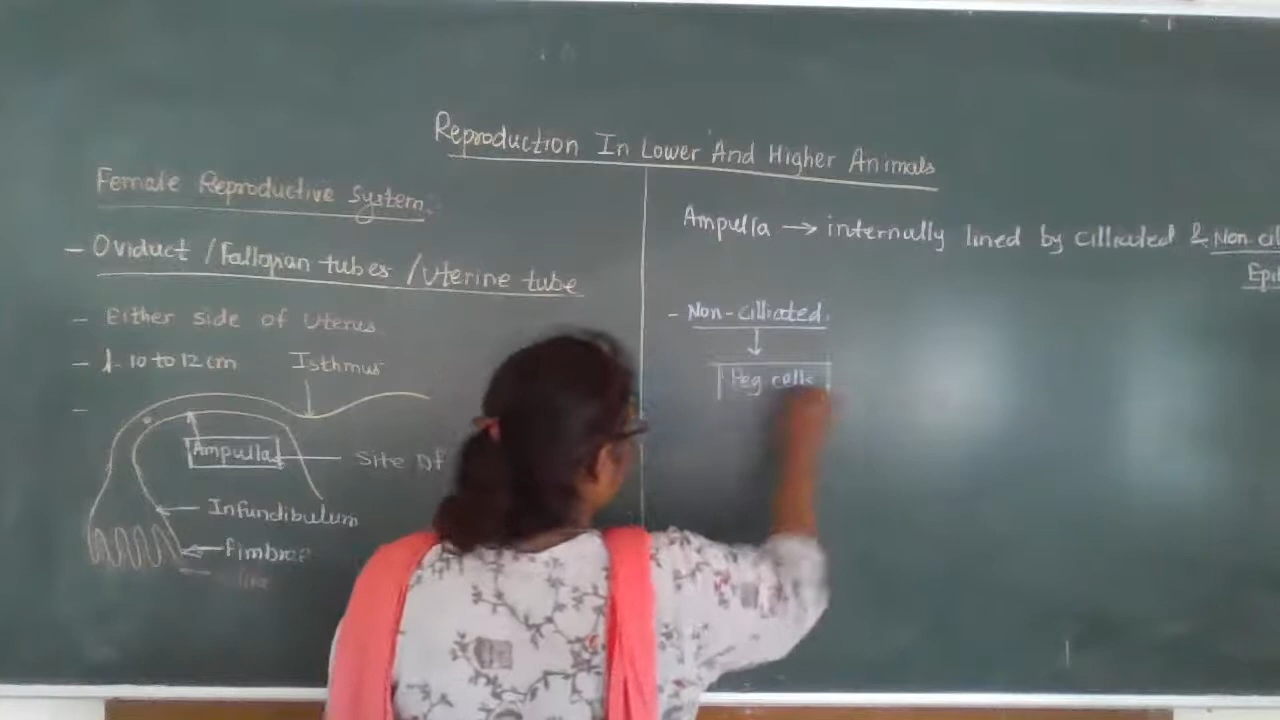 Reproduction In Lower And Higher Animals
Female Reproductive System.
- Oviduct / Fallopan tubes / Uterine tube
- Either side of Uterus
- l. 10 to 12 cm
Isthmus
-
Ampulla
Site Of
Infundibulum
fimbrae
Ampulla → internally lined by cilliated & Non-cil
Epi
- Non-cilliated.
↓
Peg cells